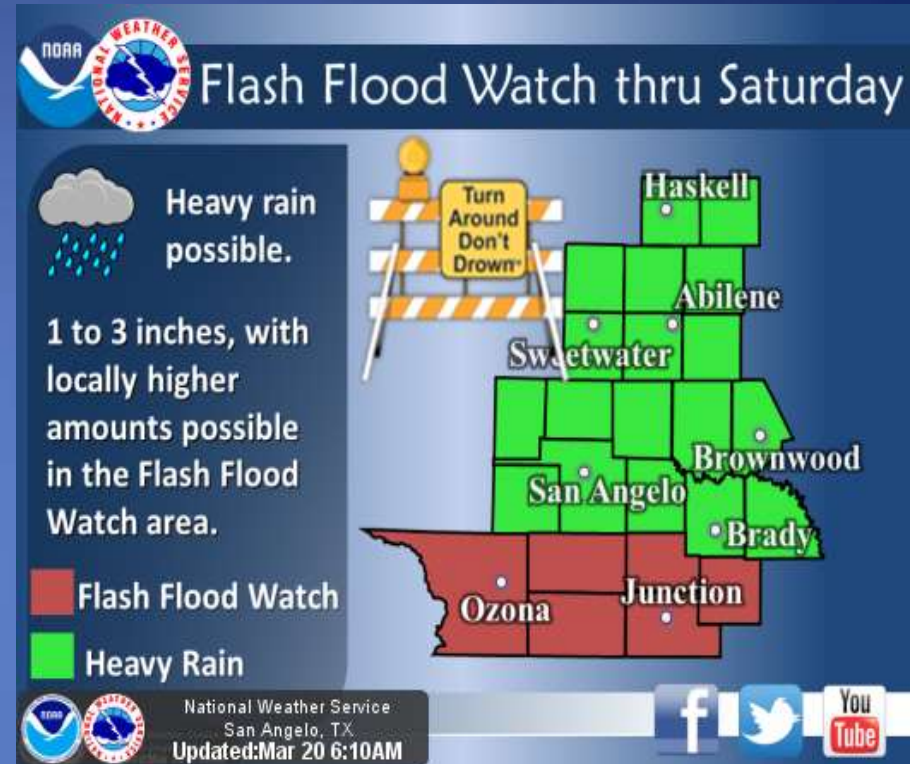 NOAA
NATIONAL WEATHER SERVICE
Flash Flood Watch thru Saturday
Heavy rain
possible.
1 to 3 inches, with
locally higher
amounts possible
in the Flash Flood
Watch area.
Flash Flood Watch
Heavy Rain
Turn
Around
Don't
Drown™
Haskell
Abilene
Sweetwater
Brownwood
San Angelo
Brady
Junction
Ozona
National Weather Service
San Angelo, TX
Updated:Mar 20 6:10AM
f
You
Tube